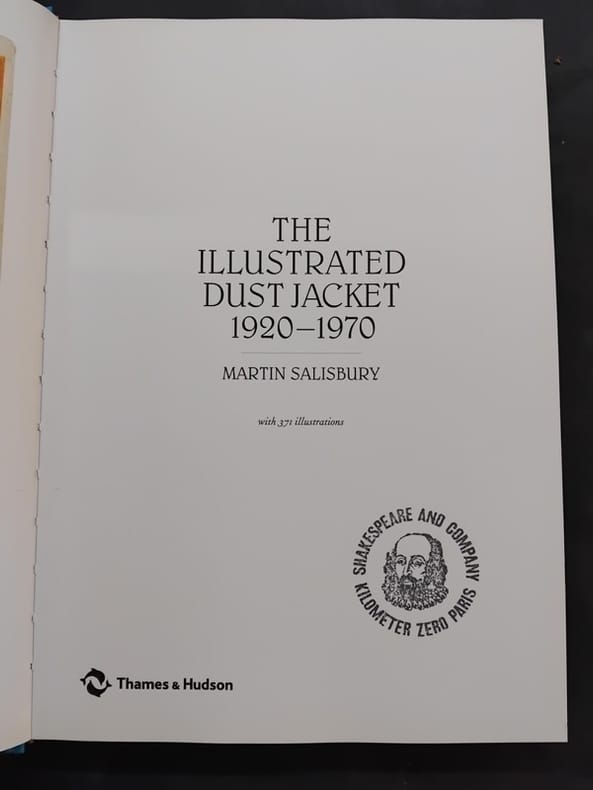 THE
ILLUSTRATED
DUST JACKET
1920–1970
MARTIN SALISBURY
with 371 illustrations
SHAKESPEARE AND COMPANY
KILOMETER ZERO PARIS
Thames & Hudson